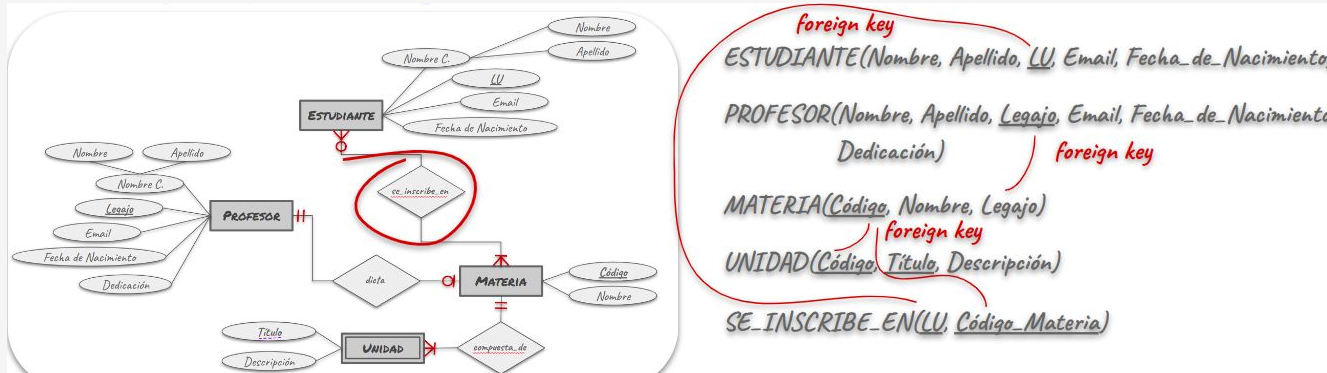 Nombre
Apellido
Nombre C.
LU
Email
Fecha de Nacimiento
ESTUDIANTE
se_inscribe_en
Nombre
Apellido
Nombre C.
Legajo
Email
Fecha de Nacimiento
Dedicación
PROFESOR
dicta
MATERIA
Código
Nombre
Título
Descripción
UNIDAD
compuesta_de
foreign key
ESTUDIANTE(Nombre, Apellido, LU, Email, Fecha_de_Nacimiento
PROFESOR(Nombre, Apellido, Legajo, Email, Fecha_de_Nacimiento
Dedicación)
foreign key
MATERIA(Código, Nombre, Legajo)
foreign key
UNIDAD(Código, Título, Descripción)
SE_INSCRIBE_EN(LU, Código_Materia)